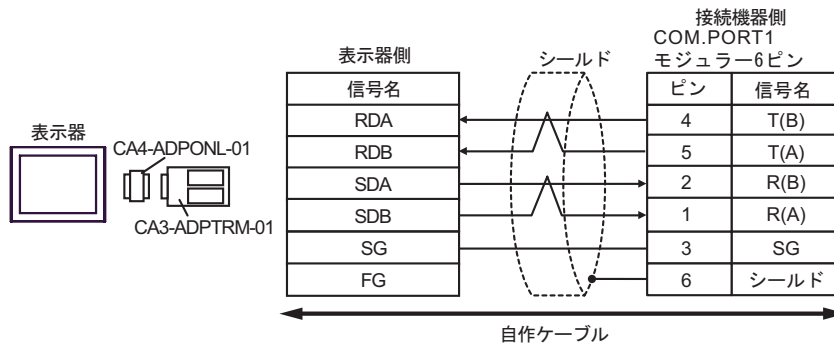 表示器
CA4-ADPONL-01
CA3-ADPTRM-01
表示器側
信号名
RDA
RDB
SDA
SDB
SG
FG
シールド
接続機器側
COM.PORT1
モジュラー6ピン
ピン 信号名
4 T(B)
5 T(A)
2 R(B)
1 R(A)
3 SG
6 シールド
自作ケーブル